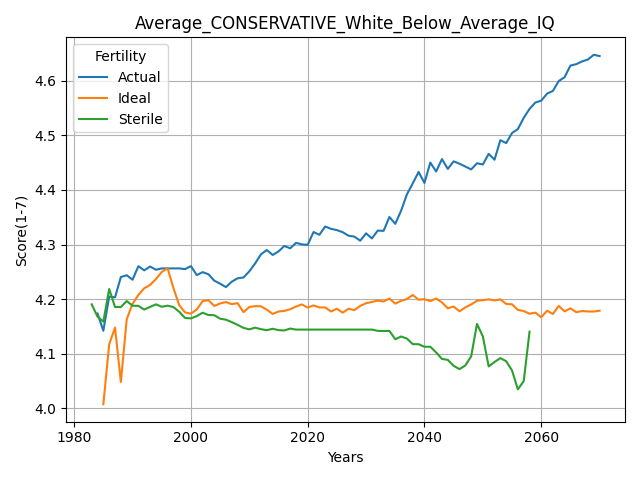 Average_CONSERVATIVE_White_Below_Average_IQ
Fertility
Actual
Ideal
Sterile
Score(1-7)
4.6
4.5
4.4
4.3
4.2
4.1
4.0
1980 2000 2020 2040 2060
Years